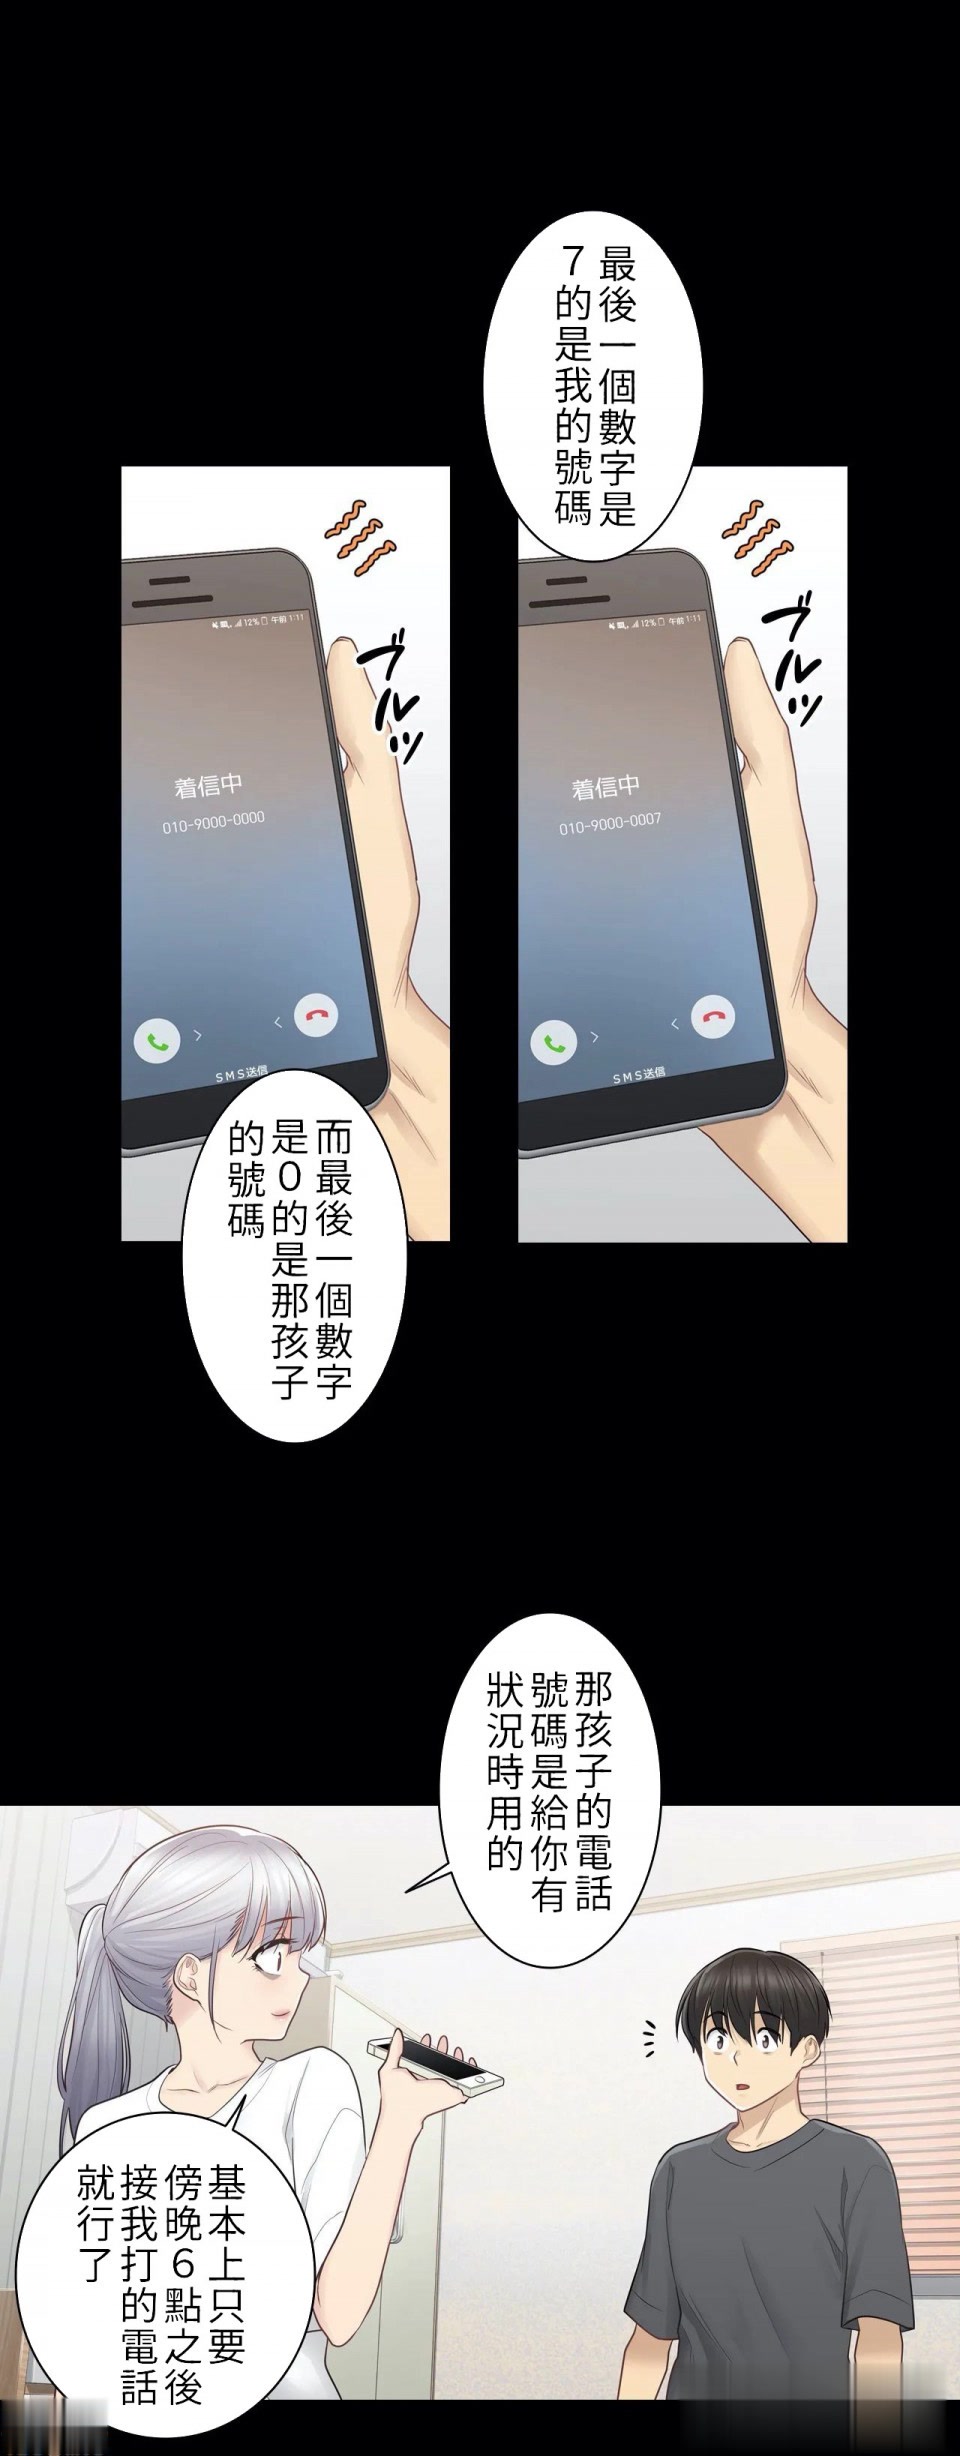 最後一個數字是
7的是我的號碼
12% 午前 1:11
ブルッ
着信中
010-9000-0007
SMS送信
12% 午前 1:11
ブルッ
着信中
010-9000-0000
SMS送信
而最後一個數字
是0的是那孩子
的號碼
那孩子的電話
號碼是給你有
狀況時用的
基本上只要
傍晚6點之後
接我打的電話
就行了